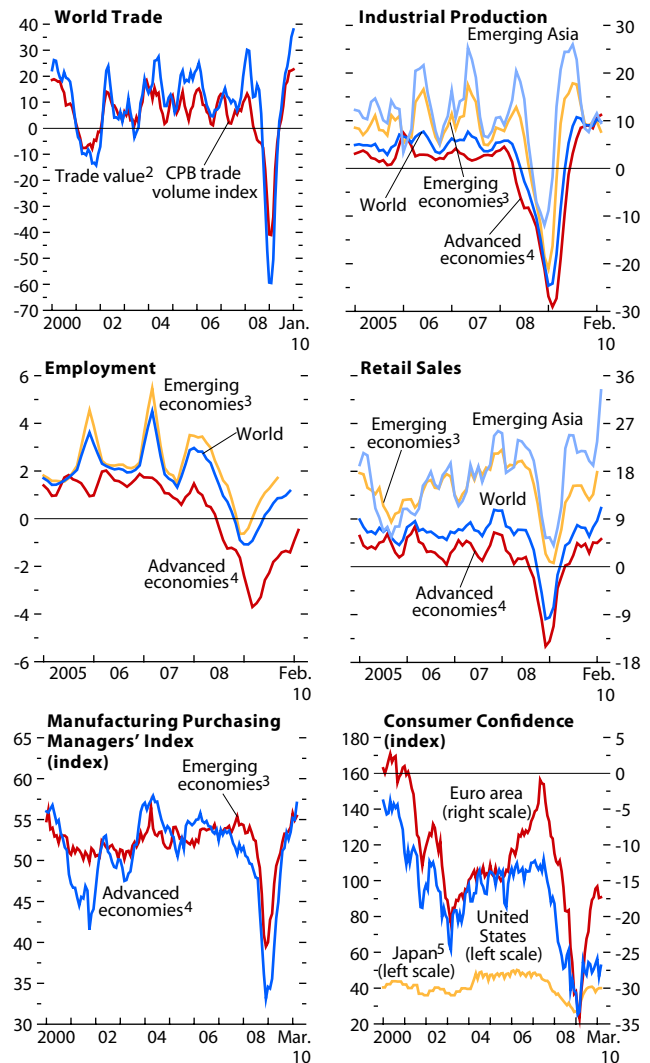 World Trade
40
30
20
10
0
-10
-20
-30
-40
-50
-60
-70
Trade value2
CPB trade
volume index
2000 02 04 06 08 Jan.
10
Industrial Production
30
20
10
0
-10
-20
-30
Emerging Asia
Emerging
economies3
World
Advanced
economies4
2005 06 07 08 Feb.
10
Employment
6
4
2
0
-2
-4
-6
Emerging
economies3
World
Advanced
economies4
2005 06 07 08 Feb.
10
Retail Sales
36
27
18
9
0
-9
-18
Emerging Asia
Emerging
economies3
World
Advanced
economies4
2005 06 07 08 Feb.
10
Manufacturing Purchasing
Managers' Index
(index)
65
60
55
50
45
40
35
30
Emerging
economies3
Advanced
economies4
2000 02 04 06 08 Mar.
10
Consumer Confidence
(index)
180
160
140
120
100
80
60
40
20
5
0
-5
-10
-15
-20
-25
-30
-35
Euro area
(right scale)
United
States
(left scale)
Japan5
(left scale)
2000 02 04 06 08 Mar.
10